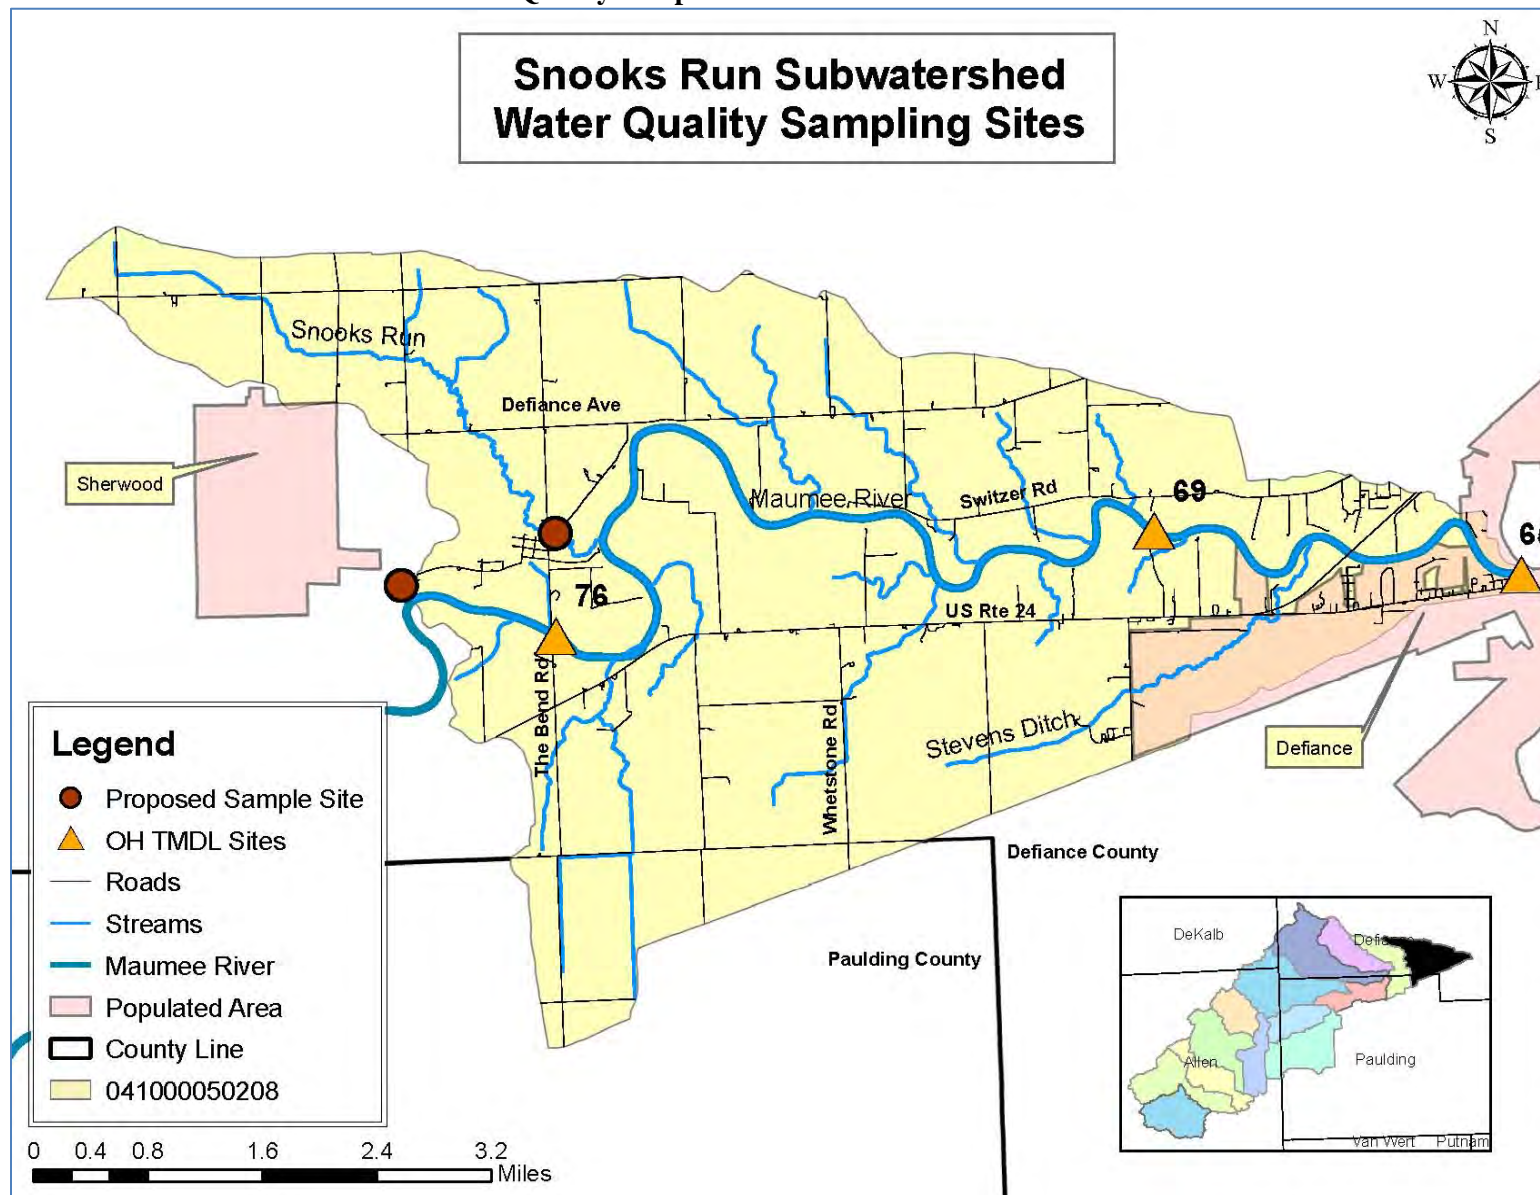 Snooks Run Subwatershed
Water Quality Sampling Sites
N
W
S
Snooks Run
Defiance Ave
Sherwood
Maumee River
Switzer Rd
69
76
US Rte 24
The Bend Rd
Whetstone Rd
Stevens Ditch
Defiance
Defiance County
Paulding County
Legend
Proposed Sample Site
OH TMDL Sites
Roads
Streams
Maumee River
Populated Area
County Line
041000050208
0 0.4 0.8 1.6 2.4 3.2
Miles
DeKalb
Defiance
Allen
Paulding
Van Wert
Putnam